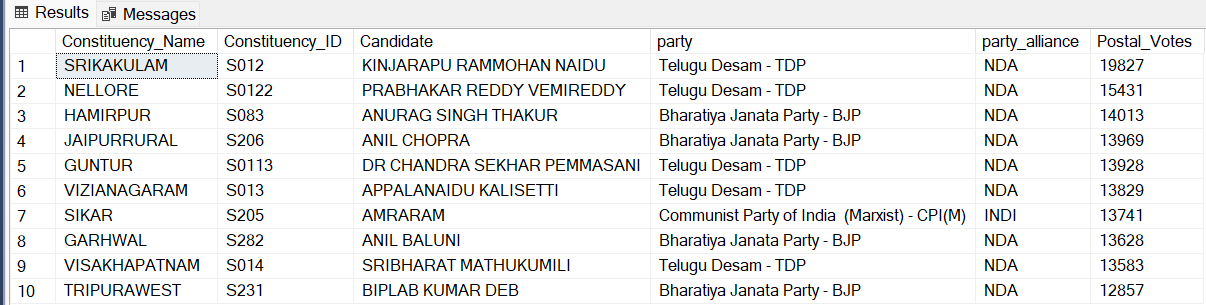 Results Messages
Constituency_Name Constituency_ID Candidate party party_alliance Postal_Votes
1 SRIKAKULAM S012 KINJARAPU RAMMOHAN NAIDU Telugu Desam - TDP NDA 19827
2 NELLORE S0122 PRABHAKAR REDDY VEMIREDDY Telugu Desam - TDP NDA 15431
3 HAMIRPUR S083 ANURAG SINGH THAKUR Bharatiya Janata Party - BJP NDA 14013
4 JAIPURRURAL S206 ANIL CHOPRA Bharatiya Janata Party - BJP NDA 13969
5 GUNTUR S0113 DR CHANDRA SEKHAR PEMMASANI Telugu Desam - TDP NDA 13928
6 VIZIANAGARAM S013 APPALANAIDU KALISETTI Telugu Desam - TDP NDA 13829
7 SIKAR S205 AMRARAM Communist Party of India  (Marxist) - CPI(M) INDI 13741
8 GARHWAL S282 ANIL BALUNI Bharatiya Janata Party - BJP NDA 13628
9 VISAKHAPATNAM S014 SRIBHARAT MATHUKUMILI Telugu Desam - TDP NDA 13583
10 TRIPURAWEST S231 BIPLAB KUMAR DEB Bharatiya Janata Party - BJP NDA 12857